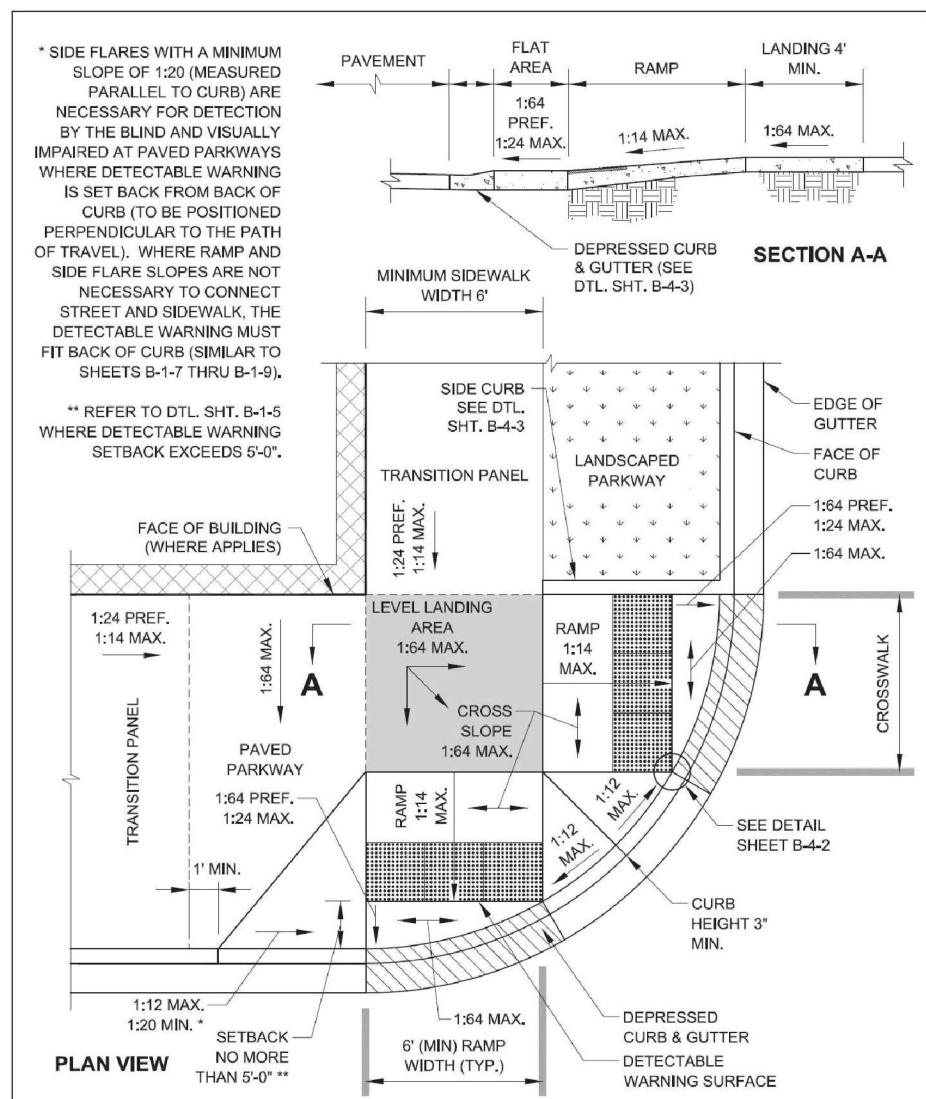 * SIDE FLARES WITH A MINIMUM
SLOPE OF 1:20 (MEASURED
PARALLEL TO CURB) ARE
NECESSARY FOR DETECTION
BY THE BLIND AND VISUALLY
IMPAIRED AT PAVED PARKWAYS
WHERE DETECTABLE WARNING
IS SET BACK FROM BACK OF
CURB (TO BE POSITIONED
PERPENDICULAR TO THE PATH
OF TRAVEL). WHERE RAMP AND
SIDE FLARE SLOPES ARE NOT
NECESSARY TO CONNECT
STREET AND SIDEWALK, THE
DETECTABLE WARNING MUST
FIT BACK OF CURB (SIMILAR TO
SHEETS B-1-7 THRU B-1-9).
** REFER TO DTL. SHT. B-1-5
WHERE DETECTABLE WARNING
SETBACK EXCEEDS 5'-0".
PAVEMENT
FLAT
AREA
RAMP
LANDING 4'
MIN.
1:64
PREF.
1:24 MAX.
1:14 MAX.
1:64 MAX.
DEPRESSED CURB
& GUTTER (SEE
DTL. SHT. B-4-3)
SECTION A-A
MINIMUM SIDEWALK
WIDTH 6'
SIDE CURB
SEE DTL.
SHT. B-4-3
EDGE OF
GUTTER
FACE OF
CURB
LANDSCAPED
PARKWAY
TRANSITION PANEL
1:24 PREF.
1:14 MAX.
1:64 PREF.
1:24 MAX.
1:64 MAX.
FACE OF BUILDING
(WHERE APPLIES)
1:24 PREF.
1:14 MAX.
1:64 MAX.
A
LEVEL LANDING
AREA
1:64 MAX.
RAMP
1:14
MAX.
A
CROSSWALK
CROSS
SLOPE
1:64 MAX.
TRANSITION PANEL
PAVED
PARKWAY
1:64 PREF.
1:24 MAX.
RAMP
1:14
MAX.
1:12
MAX.
1:12
MAX.
SEE DETAIL
SHEET B-4-2
1' MIN.
CURB
HEIGHT 3"
MIN.
1:12 MAX.
1:20 MIN. *
SETBACK
NO MORE
THAN 5'-0" **
1:64 MAX.
6' (MIN) RAMP
WIDTH (TYP.)
DEPRESSED
CURB & GUTTER
DETECTABLE
WARNING SURFACE
PLAN VIEW